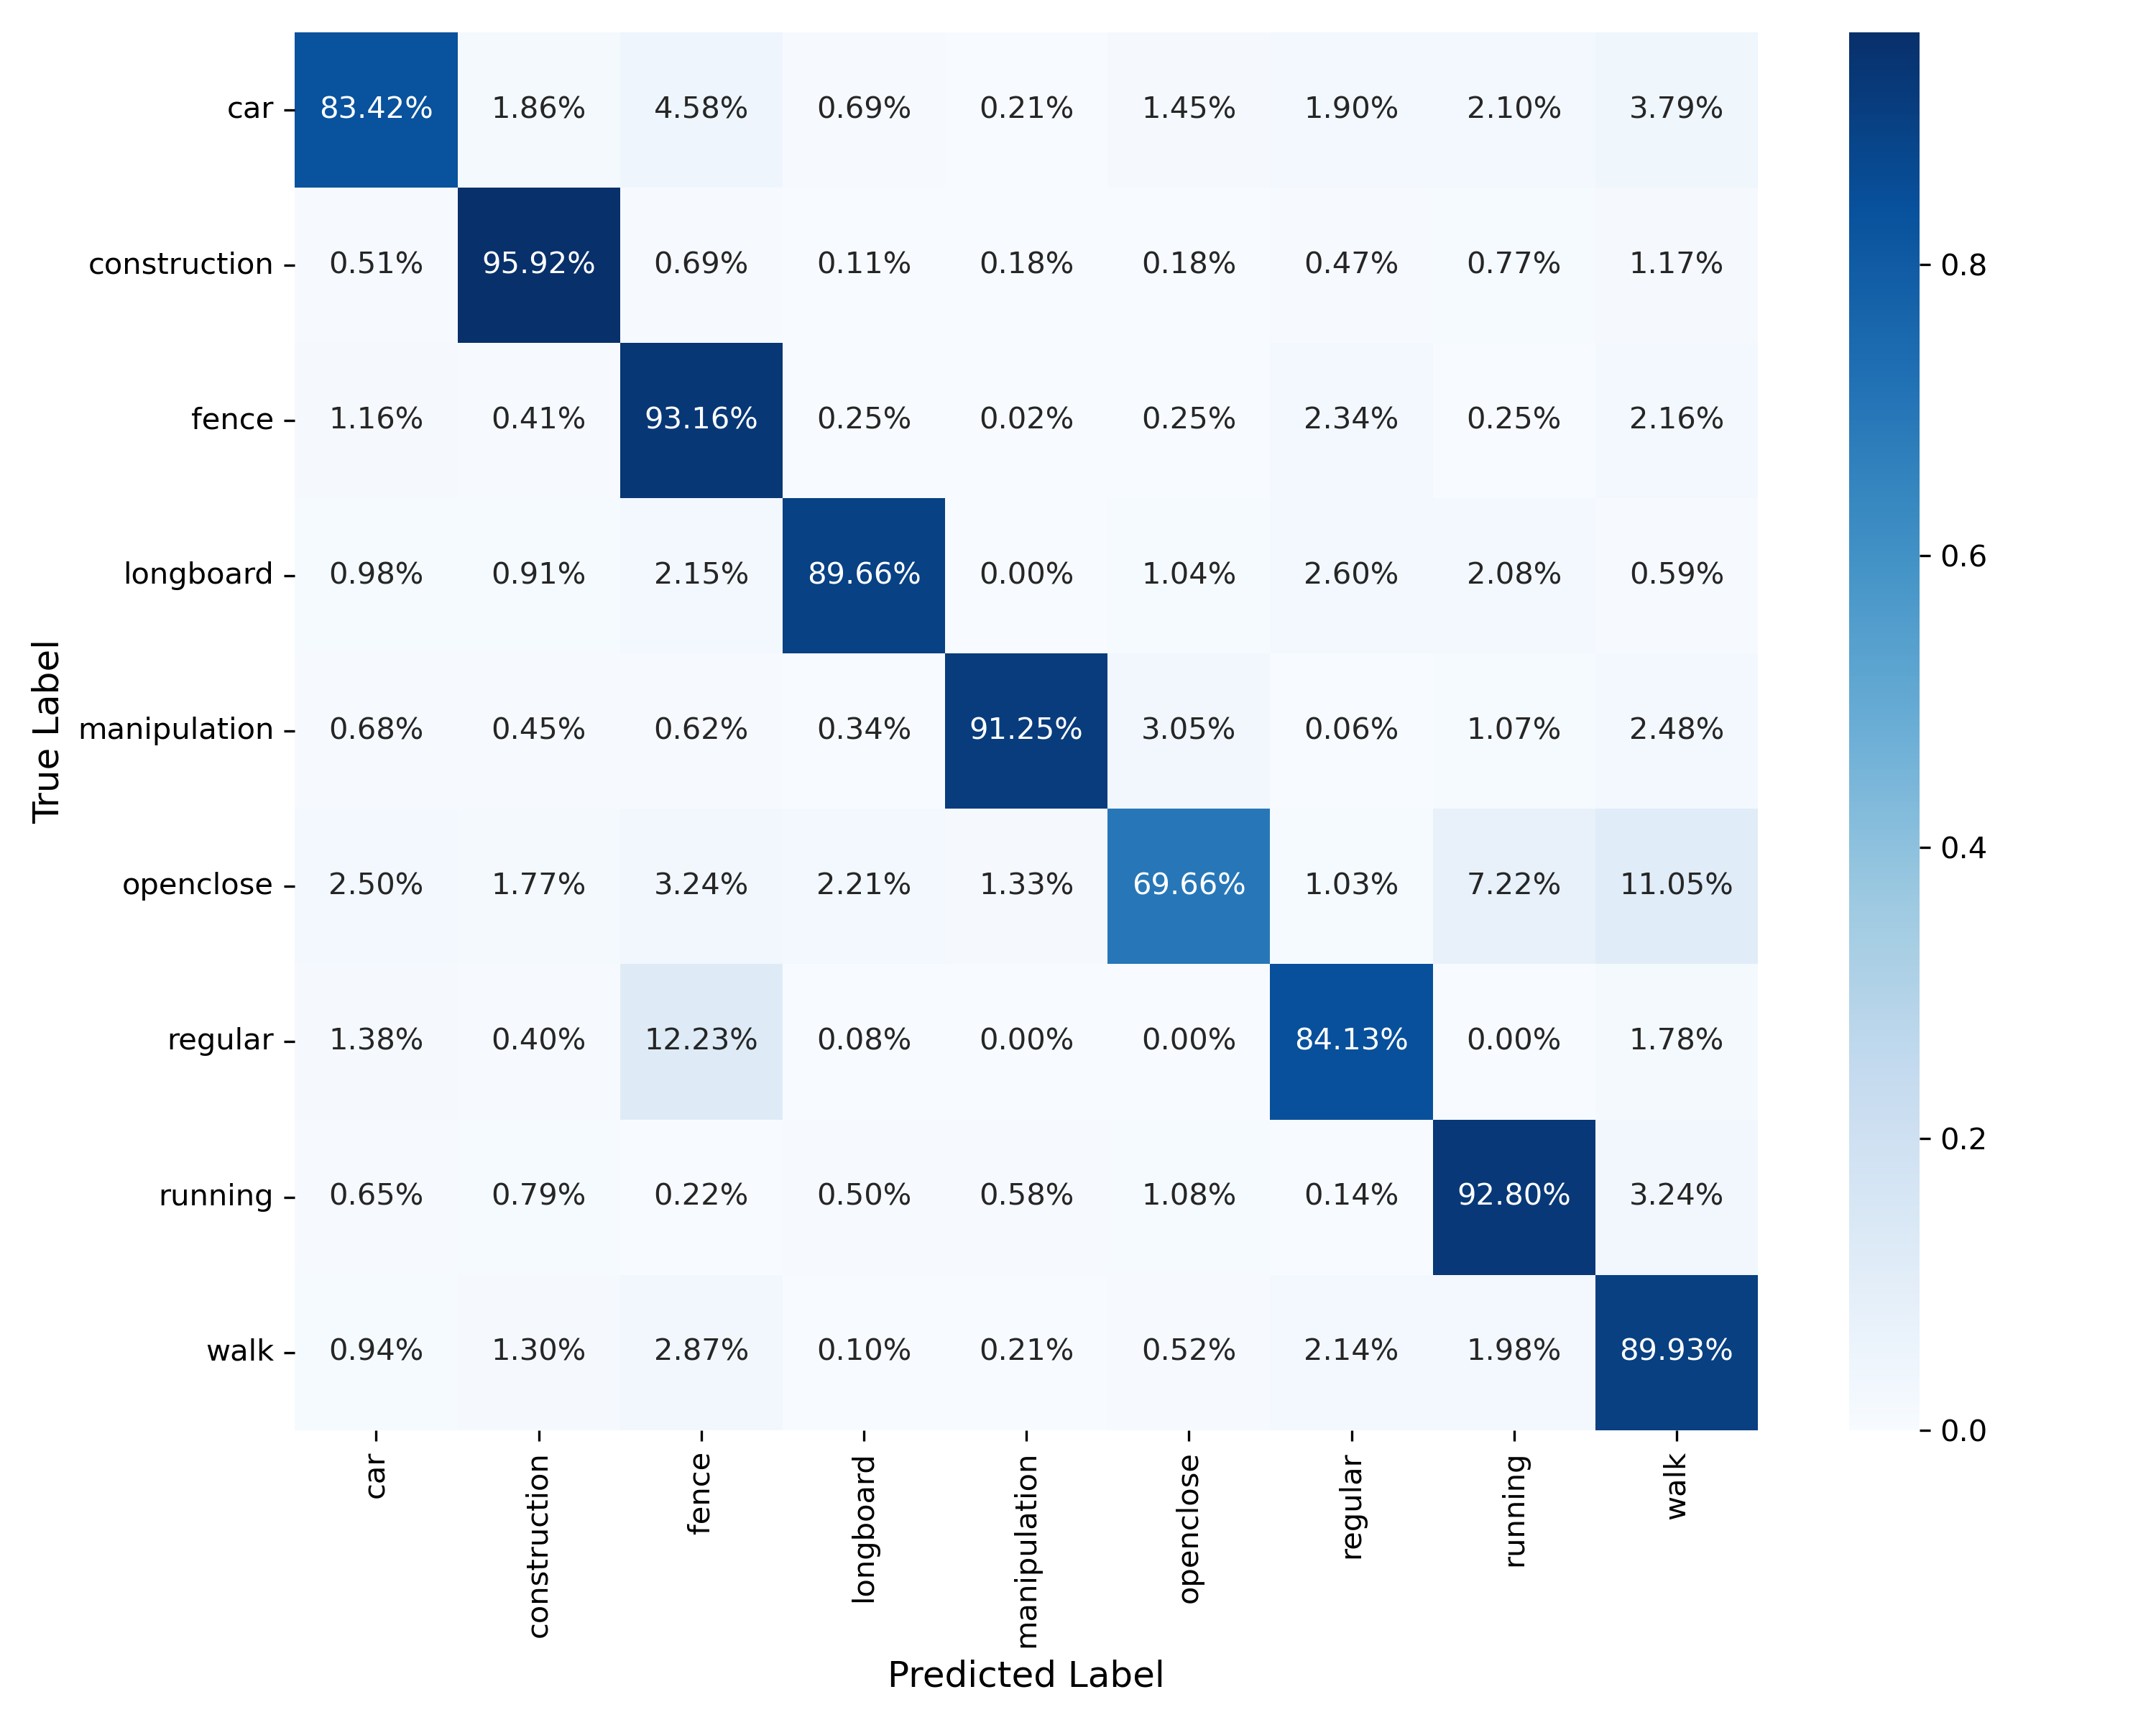 car 83.42% 1.86% 4.58% 0.69% 0.21% 1.45% 1.90% 2.10% 3.79%
construction 0.51% 95.92% 0.69% 0.11% 0.18% 0.18% 0.47% 0.77% 1.17% 0.8
fence 1.16% 0.41% 93.16% 0.25% 0.02% 0.25% 2.34% 0.25% 2.16%
longboard 0.98% 0.91% 2.15% 89.66% 0.00% 1.04% 2.60% 2.08% 0.59% 0.6
True Label
manipulation 0.68% 0.45% 0.62% 0.34% 91.25% 3.05% 0.06% 1.07% 2.48%
openclose 2.50% 1.77% 3.24% 2.21% 1.33% 69.66% 1.03% 7.22% 11.05% 0.4
regular 1.38% 0.40% 12.23% 0.08% 0.00% 0.00% 84.13% 0.00% 1.78%
0.2
running 0.65% 0.79% 0.22% 0.50% 0.58% 1.08% 0.14% 92.80% 3.24%
walk 0.94% 1.30% 2.87% 0.10% 0.21% 0.52% 2.14% 1.98% 89.93%
0.0
car construction fence longboard manipulation openclose regular running walk
Predicted Label